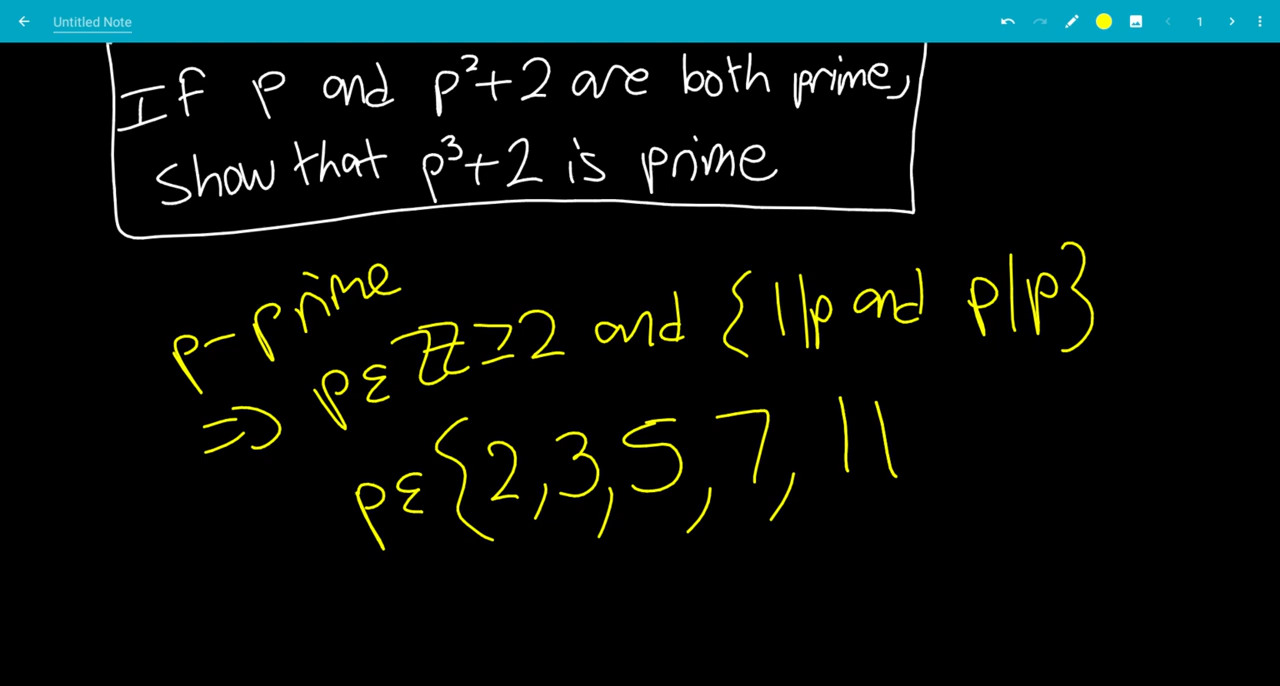 Untitled Note
1
If p and p²+2 are both prime,
show that p³+2 is prime
p-prime
⇒ p∈ℤ≥2 and {1|p and p|p}
p∈{2,3,5,7,11